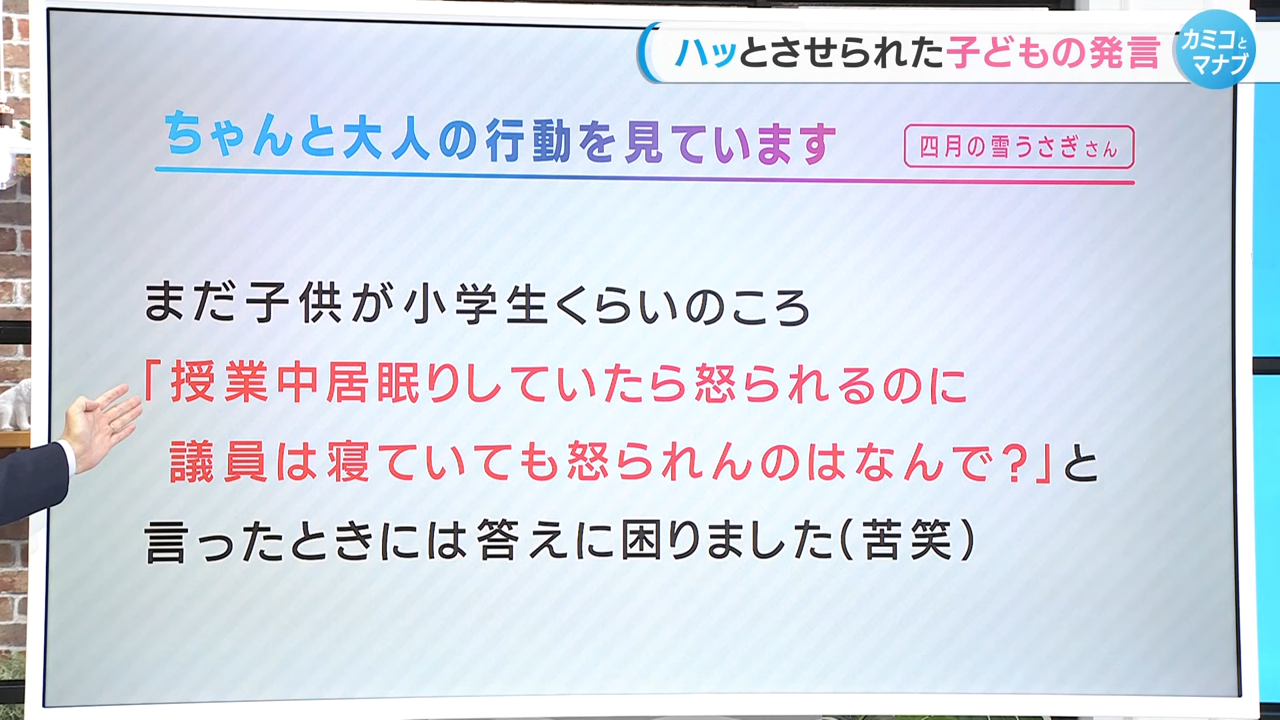 ハッとさせられた子どもの発言
カミコと
マナブ
ちゃんと大人の行動を見ています
四月の雪うさぎさん
まだ子供が小学生くらいのころ
「授業中居眠りしていたら怒られるのに
議員は寝ていても怒られんのはなんで?」と
言ったときには答えに困りました(苦笑)